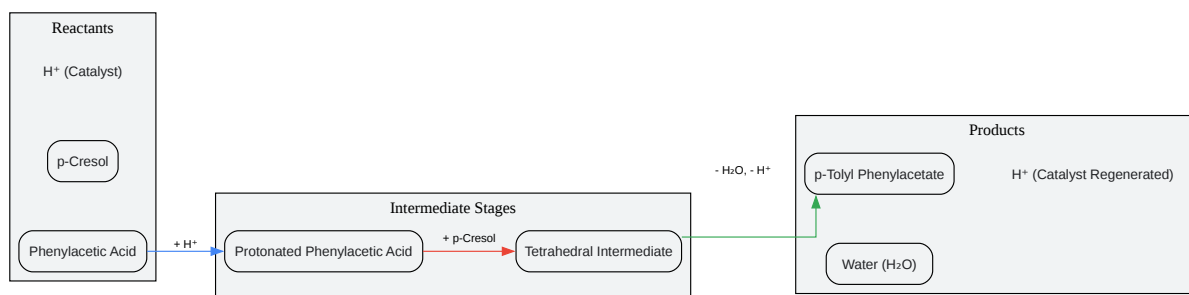 Reactants
H⁺ (Catalyst)
p-Cresol
Phenylacetic Acid
+ H⁺
Intermediate Stages
Protonated Phenylacetic Acid
+ p-Cresol
Tetrahedral Intermediate
- H₂O, - H⁺
Products
p-Tolyl Phenylacetate
H⁺ (Catalyst Regenerated)
Water (H₂O)